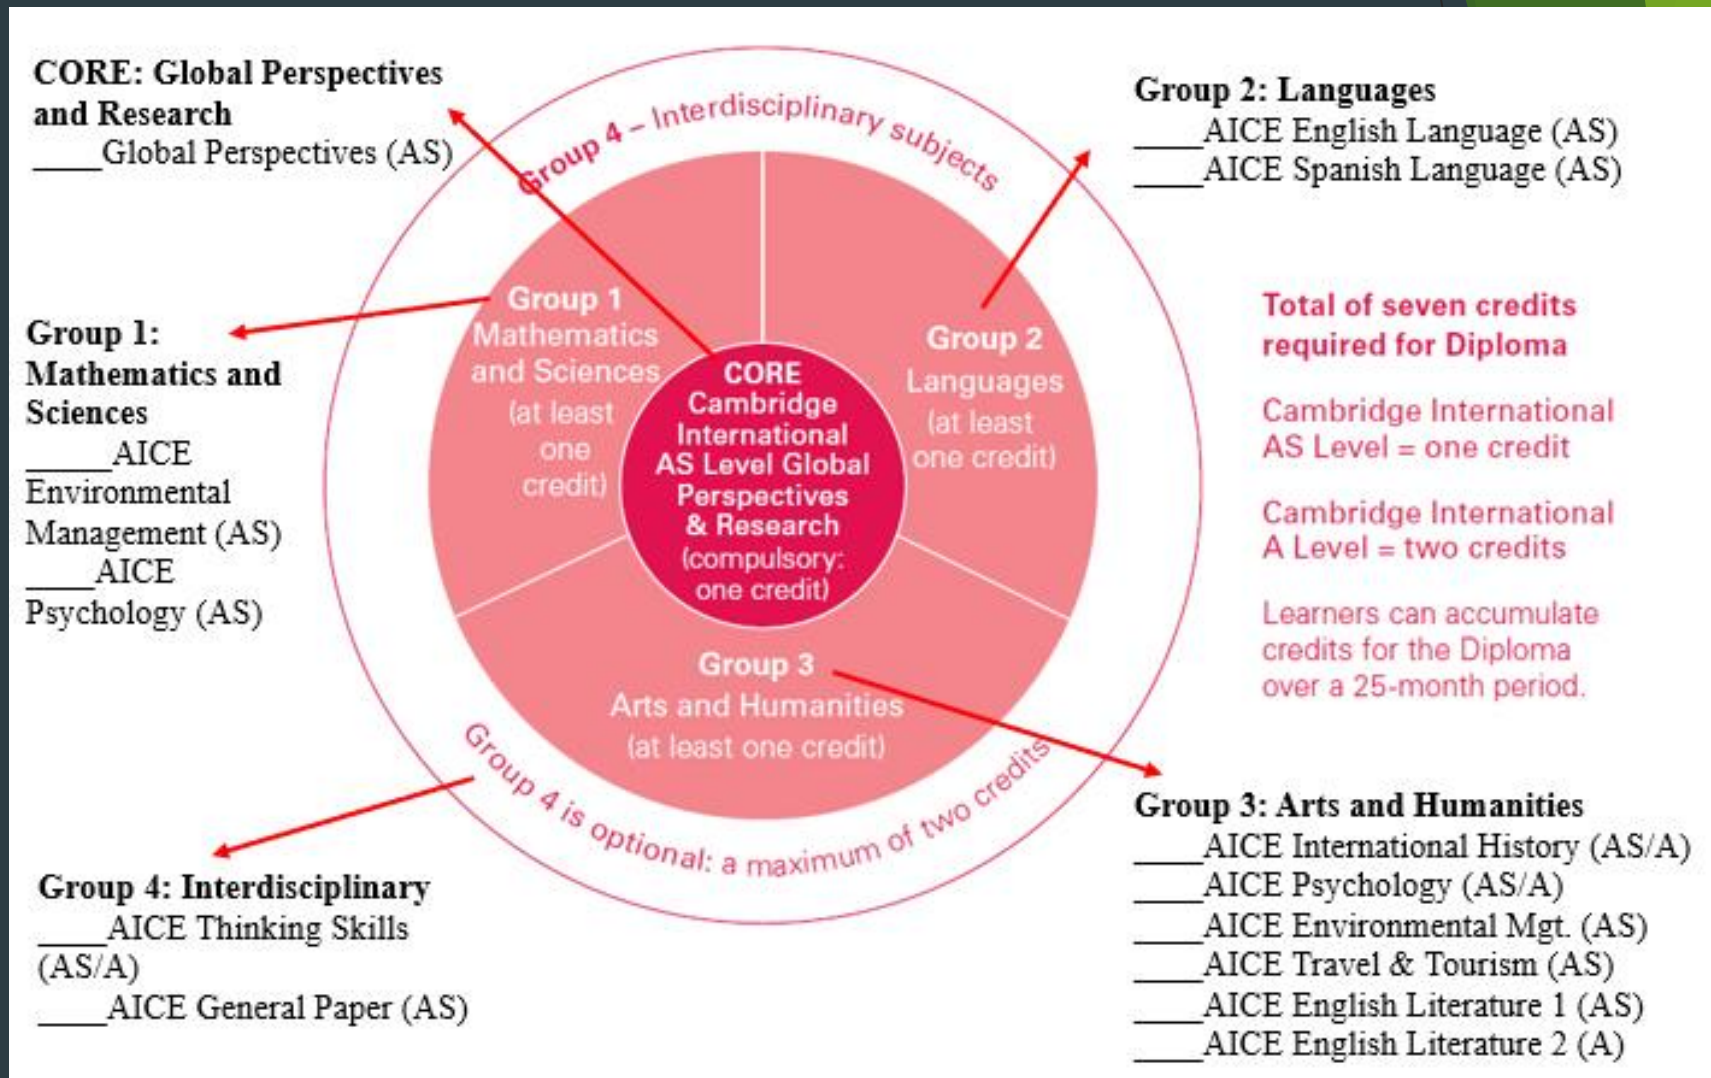 CORE: Global Perspectives
and Research
____Global Perspectives (AS)
Group 1:
Mathematics and
Sciences
_____AICE
Environmental
Management (AS)
____AICE
Psychology (AS)
Group 4: Interdisciplinary
____AICE Thinking Skills
(AS/A)
____AICE General Paper (AS)
Group 4 – Interdisciplinary subjects
Group 1
Mathematics
and Sciences
(at least
one
credit)
Group 2
Languages
(at least
one credit)
CORE
Cambridge
International
AS Level Global
Perspectives
& Research
(compulsory:
one credit)
Group 3
Arts and Humanities
(at least one credit)
Group 4 is optional: a maximum of two credits
Group 2: Languages
____AICE English Language (AS)
____AICE Spanish Language (AS)
Total of seven credits
required for Diploma
Cambridge International
AS Level = one credit
Cambridge International
A Level = two credits
Learners can accumulate
credits for the Diploma
over a 25-month period.
Group 3: Arts and Humanities
____AICE International History (AS/A)
____AICE Psychology (AS/A)
____AICE Environmental Mgt. (AS)
____AICE Travel & Tourism (AS)
____AICE English Literature 1 (AS)
____AICE English Literature 2 (A)